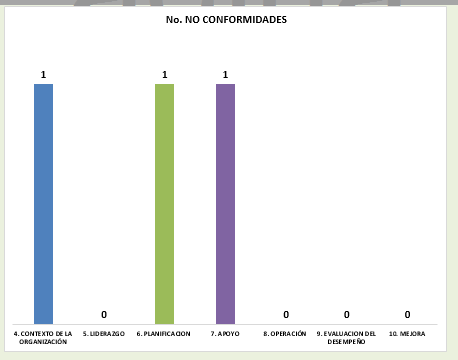 No. NO CONFORMIDADES
1
1
1
0
0
0
0
4. CONTEXTO DE LA
ORGANIZACIÓN
5. LIDERAZGO
6. PLANIFICACION
7. APOYO
8. OPERACIÓN
9. EVALUACION DEL
DESEMPEÑO
10. MEJORA